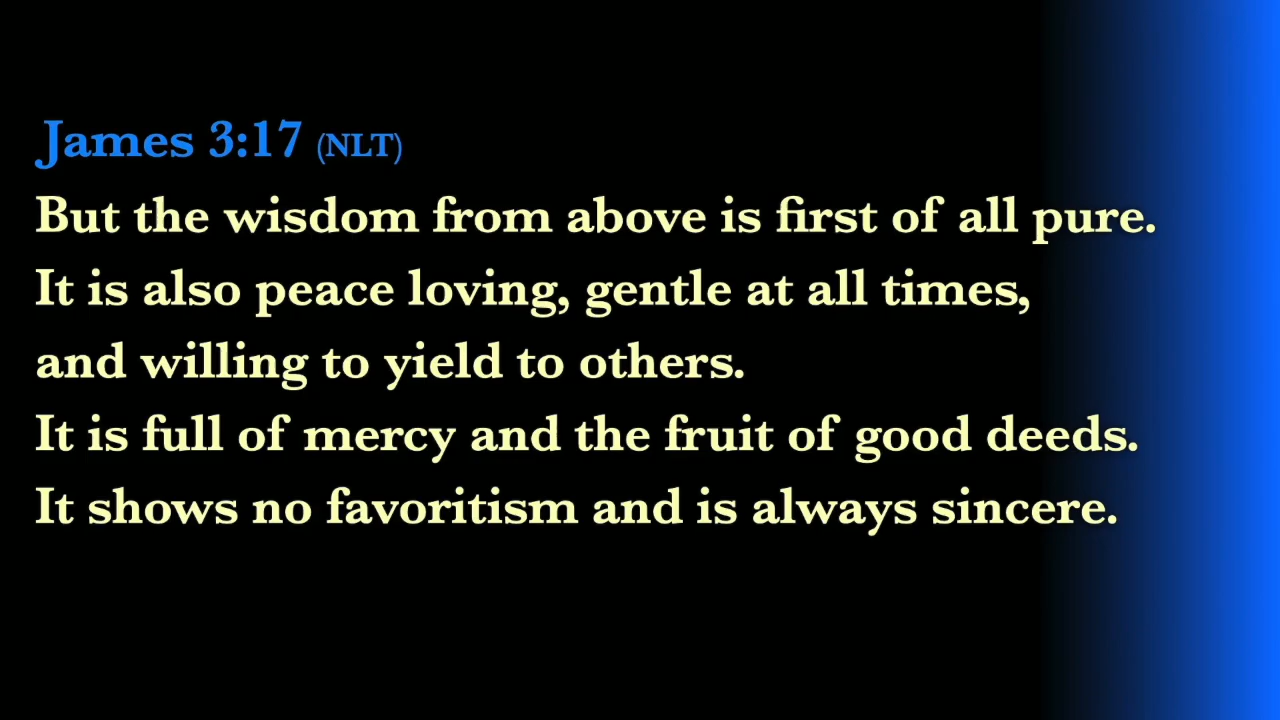 James 3:17 (NLT)
But the wisdom from above is first of all pure.
It is also peace loving, gentle at all times,
and willing to yield to others.
It is full of mercy and the fruit of good deeds.
It shows no favoritism and is always sincere.